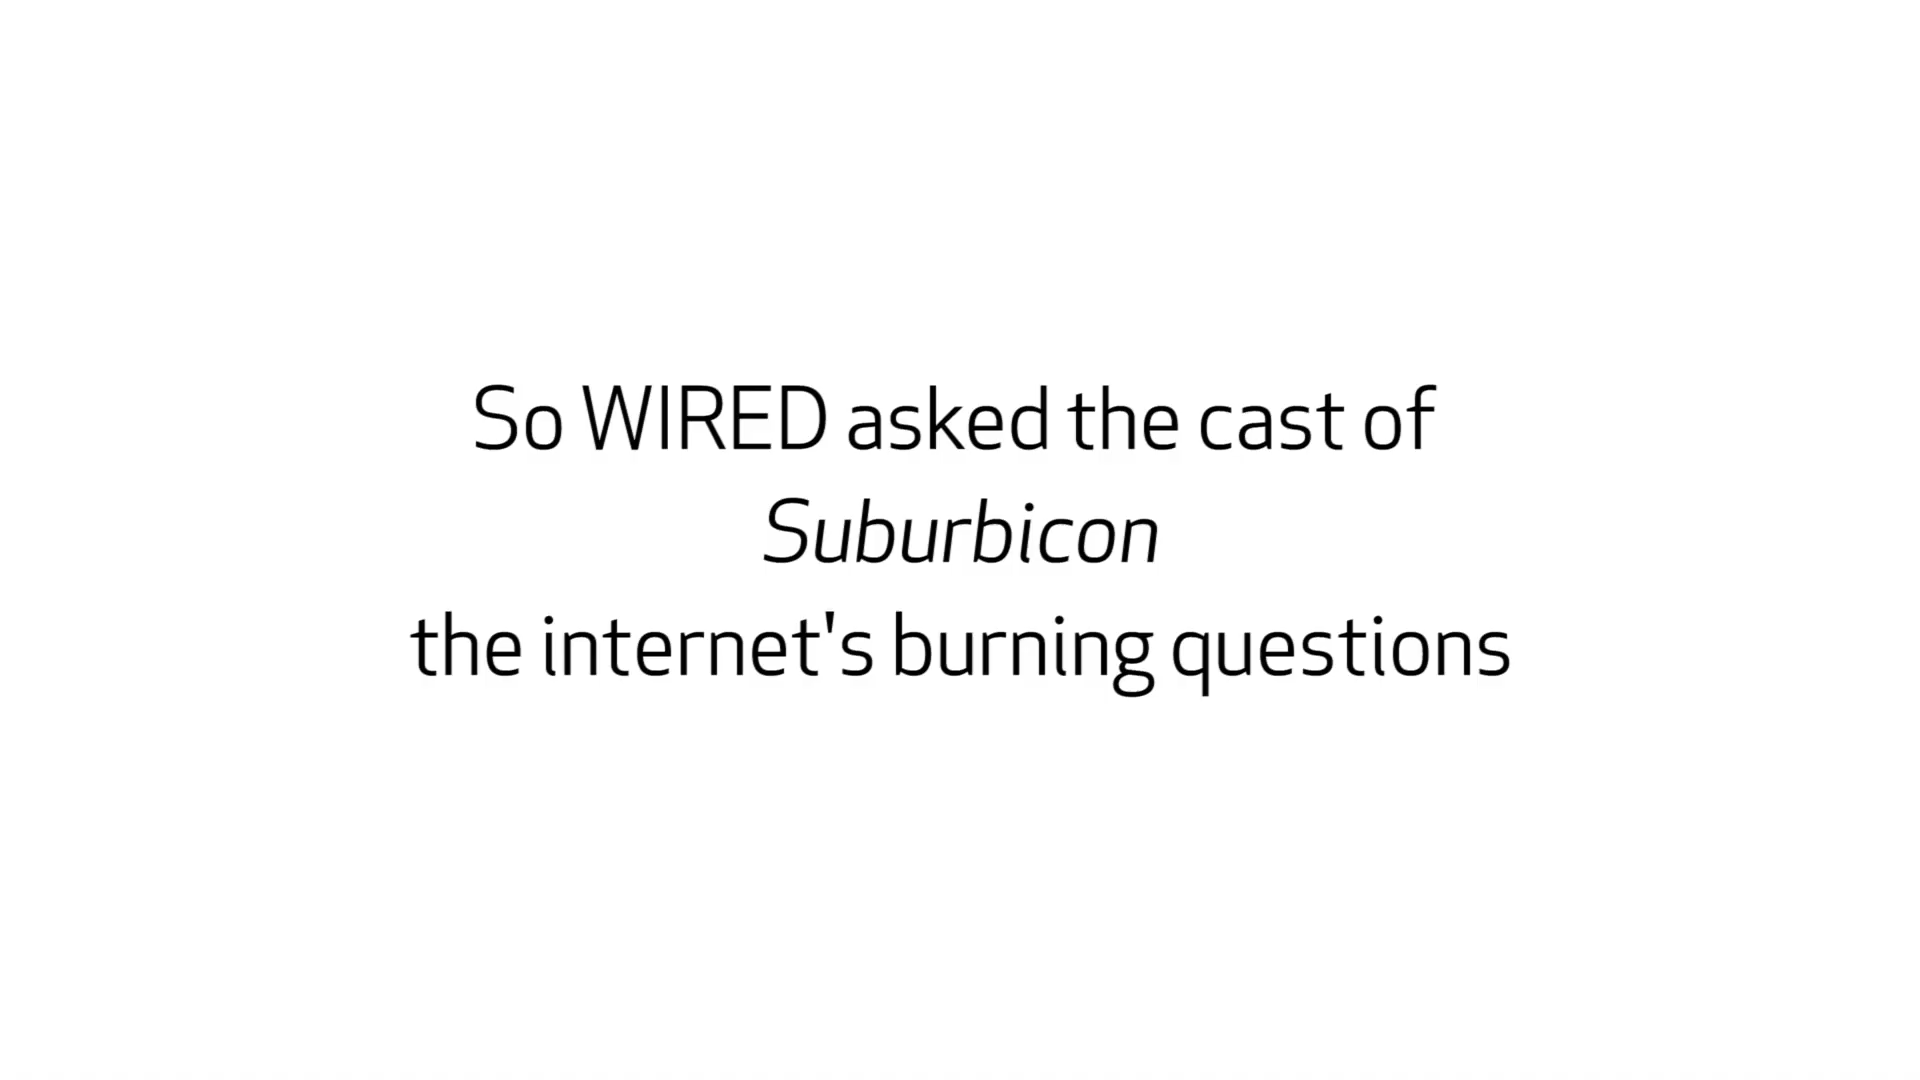 So WIRED asked the cast of
Suburbicon
the internet's burning questions